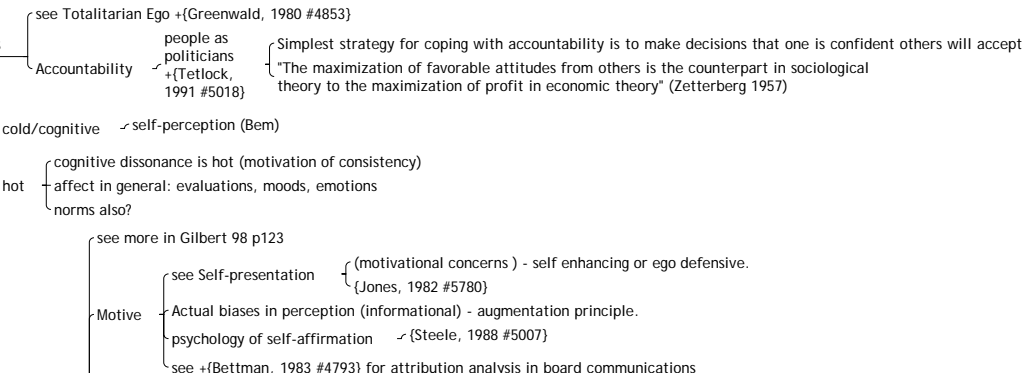 see Totalitarian Ego +{Greenwald, 1980 #4853}
Accountability
people as
politicians
+{Tetlock,
1991 #5018}
Simplest strategy for coping with accountability is to make decisions that one is confident others will accept
"The maximization of favorable attitudes from others is the counterpart in sociological
theory to the maximization of profit in economic theory" (Zetterberg 1957)
cold/cognitive
self-perception (Bem)
hot
cognitive dissonance is hot (motivation of consistency)
affect in general: evaluations, moods, emotions
norms also?
see more in Gilbert 98 p123
Motive
see Self-presentation
(motivational concerns ) - self enhancing or ego defensive.
{Jones, 1982 #5780}
Actual biases in perception (informational) - augmentation principle.
psychology of self-affirmation
{Steele, 1988 #5007}
see +{Bettman, 1983 #4793} for attribution analysis in board communications